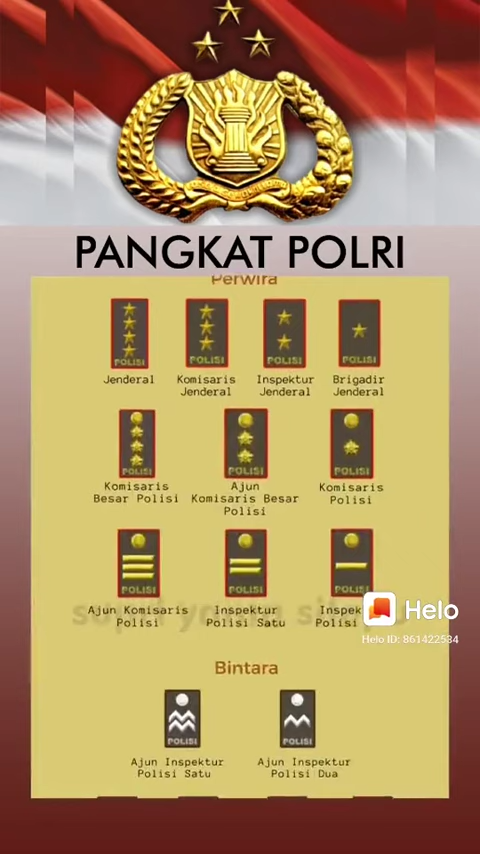 PANGKAT POLRI
Perwira
POLISI POLISI POLISI POLISI
Jenderal Komisaris Jenderal Inspektur Jenderal Brigadir Jenderal
POLISI POLISI POLISI
Komisaris Besar Polisi Ajun Komisaris Besar Polisi Komisaris Polisi
POLISI POLISI POLISI
Ajun Komisaris Polisi Inspektur Polisi Satu Polisi
Helo
Helo ID: 861422534
Bintara
POLISI POLISI
Ajun Inspektur Polisi Satu Ajun Inspektur Polisi Dua